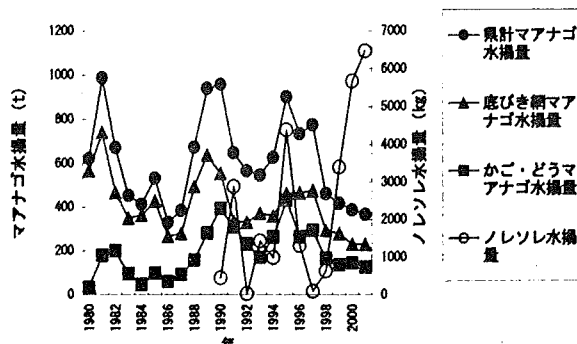 マアナゴ水揚量 (t)
1200
1000
800
600
400
200
0
7000
6000
5000
4000
3000
2000
1000
0
ノレソレ水揚量 (kg)
1980
1982
1984
1986
1988
1990
1992
1994
1996
1998
2000
年
県計マアナゴ
水揚量
底びき網マア
ナゴ水揚量
かご・どうマ
アナゴ水揚量
ノレソレ水揚
量